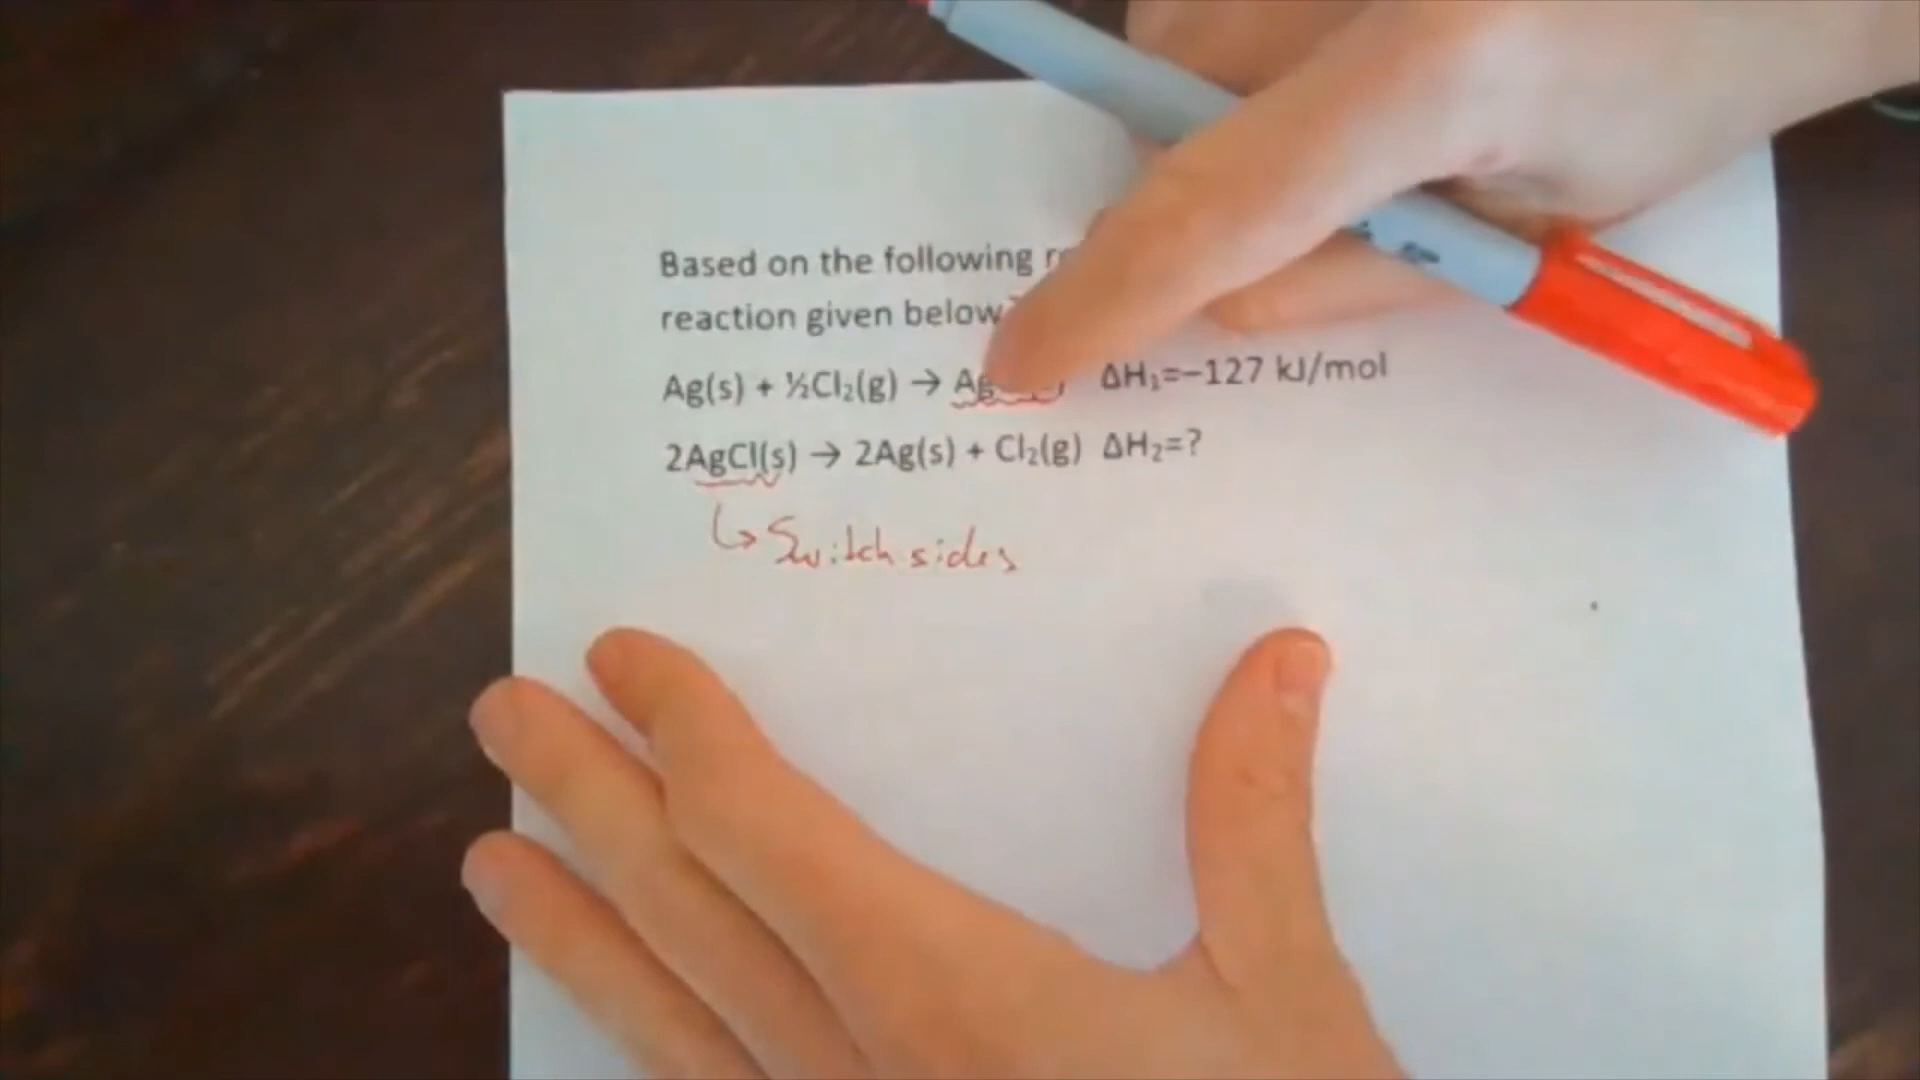 Based on the following
reaction given below
Ag(s) + ½Cl₂(g) → Ag ΔH₁=−127 kJ/mol
2AgCl(s) → 2Ag(s) + Cl₂(g) ΔH₂=?
↳ Switch sides